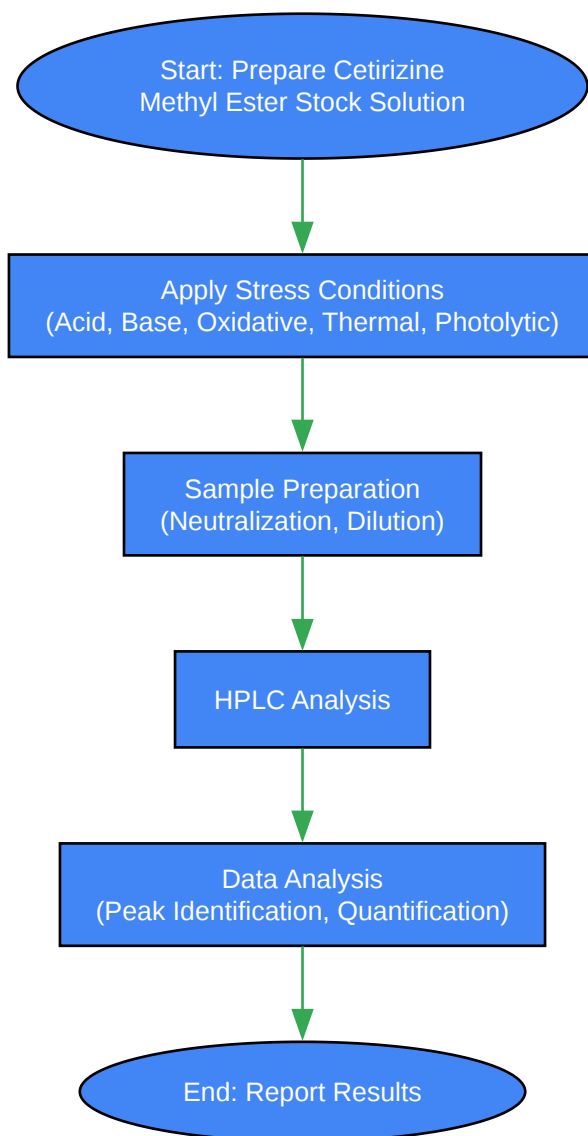 Start: Prepare Cetirizine
Methyl Ester Stock Solution
Apply Stress Conditions
(Acid, Base, Oxidative, Thermal, Photolytic)
Sample Preparation
(Neutralization, Dilution)
HPLC Analysis
Data Analysis
(Peak Identification, Quantification)
End: Report Results